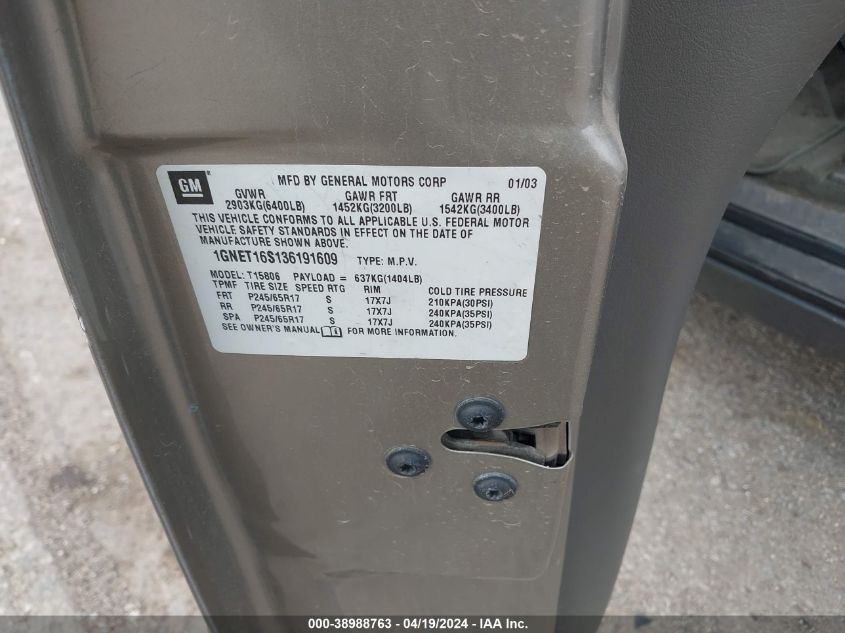 GM
MFD BY GENERAL MOTORS CORP 01/03
GVWR GAWR FRT GAWR RR
2903KG(6400LB) 1452KG(3200LB) 1542KG(3400LB)
THIS VEHICLE CONFORMS TO ALL APPLICABLE U.S. FEDERAL MOTOR
VEHICLE SAFETY STANDARDS IN EFFECT ON THE DATE OF
MANUFACTURE SHOWN ABOVE.
1GNET16S136191609 TYPE: M.P.V.
MODEL: T15806 PAYLOAD = 637KG(1404LB)
TPMF TIRE SIZE SPEED RTG RIM COLD TIRE PRESSURE
FRT P245/65R17 S 17X7J 210KPA(30PSI)
RR P245/65R17 S 17X7J 240KPA(35PSI)
SPA P245/65R17 S 17X7J 240KPA(35PSI)
SEE OWNER'S MANUAL FOR MORE INFORMATION.
000-38988763 - 04/19/2024 - IAA Inc.